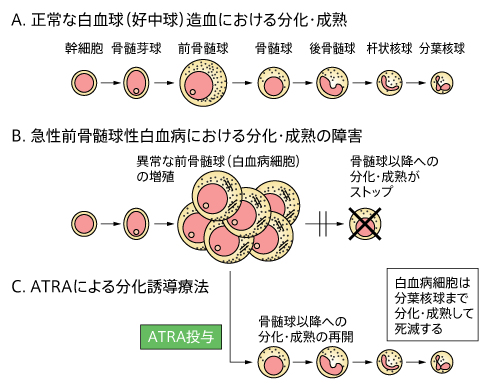 A. 正常な白血球(好中球)造血における分化・成熟
幹細胞 骨髄芽球 前骨髄球 骨髄球 後骨髄球 杆状核球 分葉核球
B. 急性前骨髄球性白血病における分化・成熟の障害
異常な前骨髄球(白血病細胞)
の増殖
骨髄球以降への
分化・成熟が
ストップ
C. ATRAによる分化誘導療法
ATRA投与
骨髄球以降への
分化・成熟の再開
白血病細胞は
分葉核球まで
分化・成熟して
死滅する